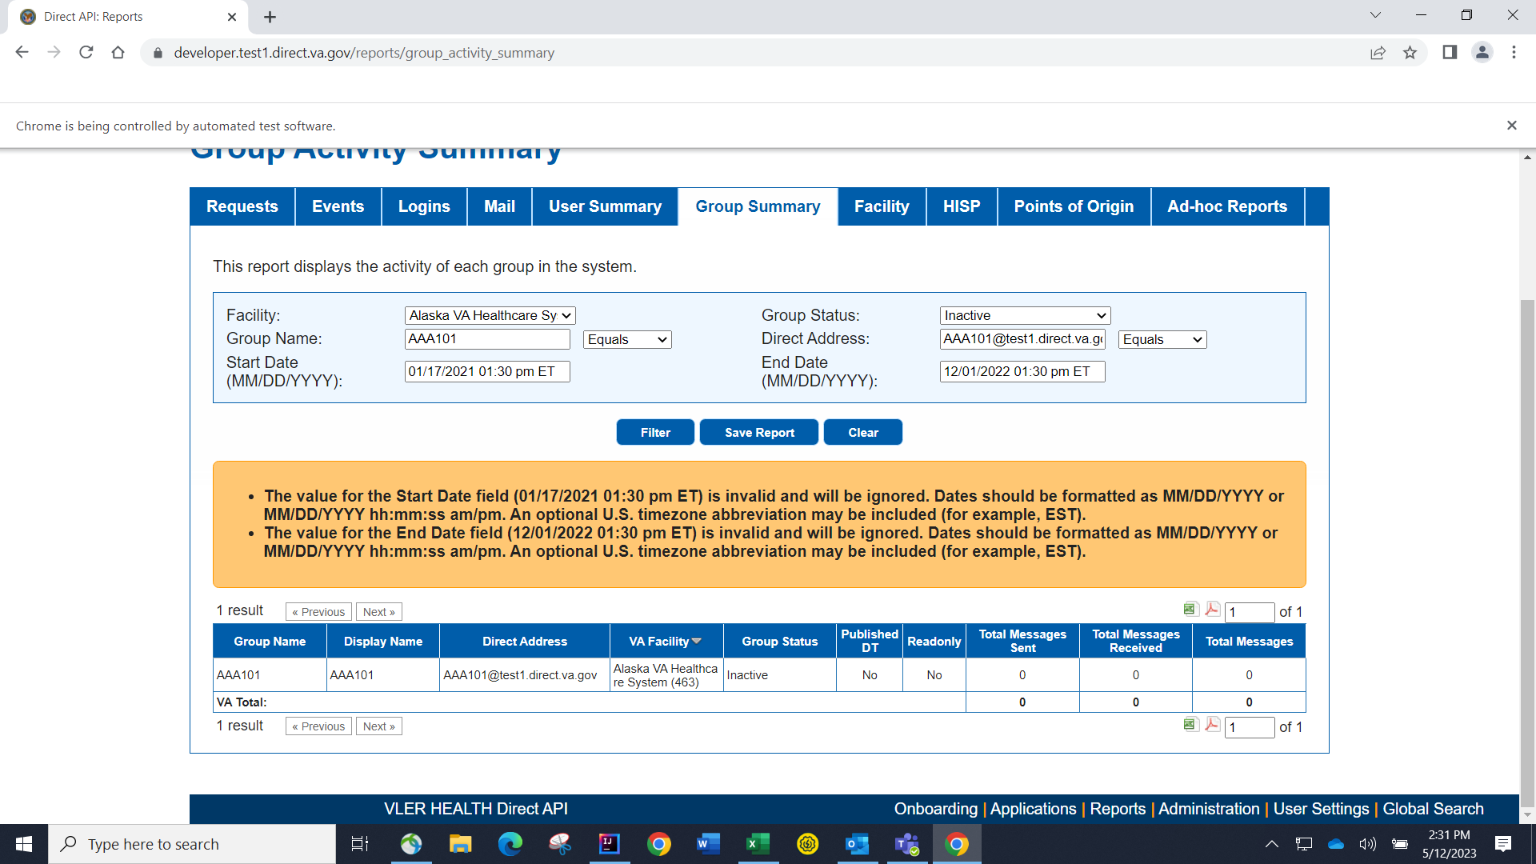 Direct API: Reports
developer.test1.direct.va.gov/reports/group_activity_summary
Chrome is being controlled by automated test software.
Group Activity Summary
Requests Events Logins Mail User Summary Group Summary Facility HISP Points of Origin Ad-hoc Reports
This report displays the activity of each group in the system.
Facility: Alaska VA Healthcare Sy Group Status: Inactive
Group Name: AAA101 Equals Direct Address: AAA101@test1.direct.va.g Equals
Start Date (MM/DD/YYYY): 01/17/2021 01:30 pm ET End Date (MM/DD/YYYY): 12/01/2022 01:30 pm ET
Filter Save Report Clear
• The value for the Start Date field (01/17/2021 01:30 pm ET) is invalid and will be ignored. Dates should be formatted as MM/DD/YYYY or
MM/DD/YYYY hh:mm:ss am/pm. An optional U.S. timezone abbreviation may be included (for example, EST).
• The value for the End Date field (12/01/2022 01:30 pm ET) is invalid and will be ignored. Dates should be formatted as MM/DD/YYYY or
MM/DD/YYYY hh:mm:ss am/pm. An optional U.S. timezone abbreviation may be included (for example, EST).
1 result « Previous Next » 1 of 1
Group Name Display Name Direct Address VA Facility Group Status Published DT Readonly Total Messages Sent Total Messages Received Total Messages
AAA101 AAA101 AAA101@test1.direct.va.gov Alaska VA Healthca re System (463) Inactive No No 0 0 0
VA Total: 0 0 0
1 result « Previous Next » 1 of 1
VLER HEALTH Direct API Onboarding | Applications | Reports | Administration | User Settings | Global Search
Type here to search
2:31 PM
5/12/2023